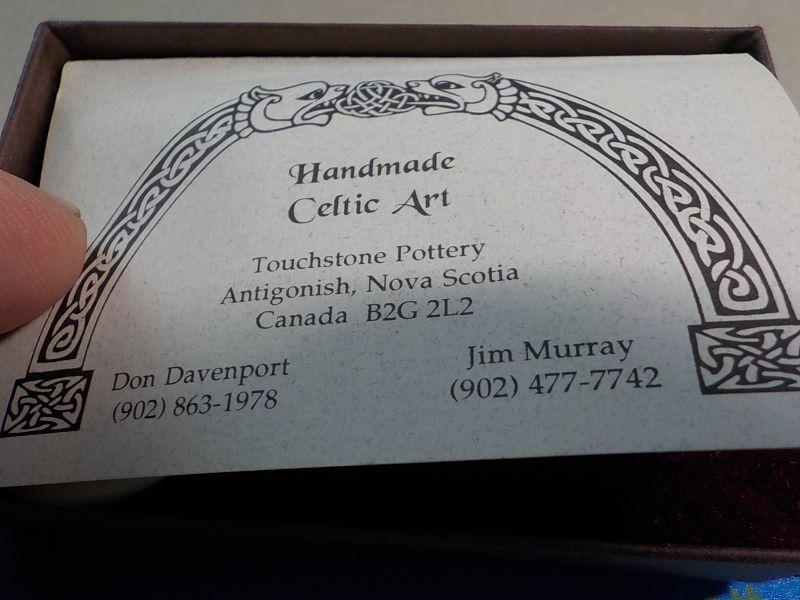 Handmade
Celtic Art
Touchstone Pottery
Antigonish, Nova Scotia
Canada B2G 2L2
Don Davenport
(902) 863-1978
Jim Murray
(902) 477-7742